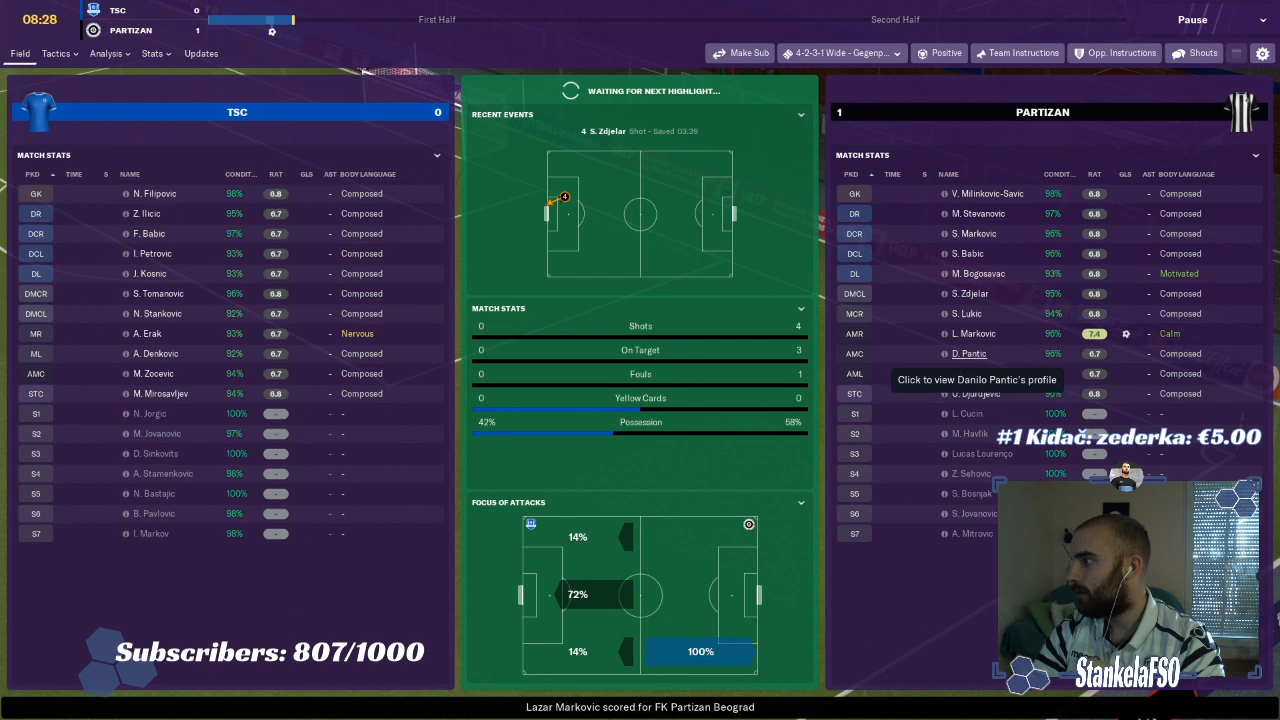 08:28
TSC 0
PARTIZAN 1
First Half
Second Half
Pause
Field Tactics Analysis Stats Updates
Make Sub 4-2-3-1 Wide - Gegenp... Positive Team Instructions Opp. Instructions Shouts
TSC 0
MATCH STATS
PKD TIME S NAME CONDIT... RAT GLS AST BODY LANGUAGE
GK N. Filipovic 98% 6.8 - Composed
DR Z. Ilicic 95% 6.7 - Composed
DCR F. Babic 97% 6.7 - Composed
DCL I. Petrovic 93% 6.7 - Composed
DL J. Kosnic 93% 6.7 - Composed
DMCR S. Tomanovic 96% 6.8 - Composed
DMCL N. Stankovic 92% 6.7 - Composed
MR A. Erak 93% 6.7 - Nervous
ML A. Denkovic 92% 6.7 - Composed
AMC M. Zocevic 94% 6.7 - Composed
STC M. Mirosavljev 94% 6.8 - Composed
S1 N. Jorgic 100% - - -
S2 M. Jovanovic 97% - - -
S3 D. Sinkovits 100% - - -
S4 A. Stamenkovic 98% - - -
S5 N. Bastajic 100% - - -
S6 B. Pavlovic 98% - - -
S7 I. Markov 98% - - -
WAITING FOR NEXT HIGHLIGHT...
RECENT EVENTS
4 S. Zdjelar Shot - Saved 03:39
4
MATCH STATS
0 Shots 4
0 On Target 3
0 Fouls 1
0 Yellow Cards 0
42% Possession 58%
FOCUS OF ATTACKS
14%
72%
14% 100%
1 PARTIZAN
MATCH STATS
PKD TIME S NAME CONDIT... RAT GLS AST BODY LANGUAGE
GK V. Milinkovic-Savic 98% 6.8 - Composed
DR M. Stevanovic 97% 6.8 - Composed
DCR S. Markovic 96% 6.8 - Composed
DCL S. Babic 96% 6.8 - Composed
DL M. Bogosavac 93% 6.8 - Motivated
DMCL S. Zdjelar 95% 6.8 - Composed
MCR S. Lukic 94% 6.8 - Composed
AMR L. Markovic 96% 7.4 - Calm
AMC D. Pantic 96% 6.7 - Composed
AML 6.7 - Composed
Click to view Danilo Pantic's profile
STC Djurdjevic 6.8 - Composed
S1 L. Cucin 100% - - -
S2 M. Havlik
#1 Kidač: zederka: €5.00
S3 Lucas Lourenço 100% - - -
S4 Z. Sehovic 100% -
S5 S. Bosnjak
S6 S. Jovanovic
S7 A. Mitrovic
Subscribers: 807/1000
StankelaFSO
Lazar Markovic scored for FK Partizan Beograd